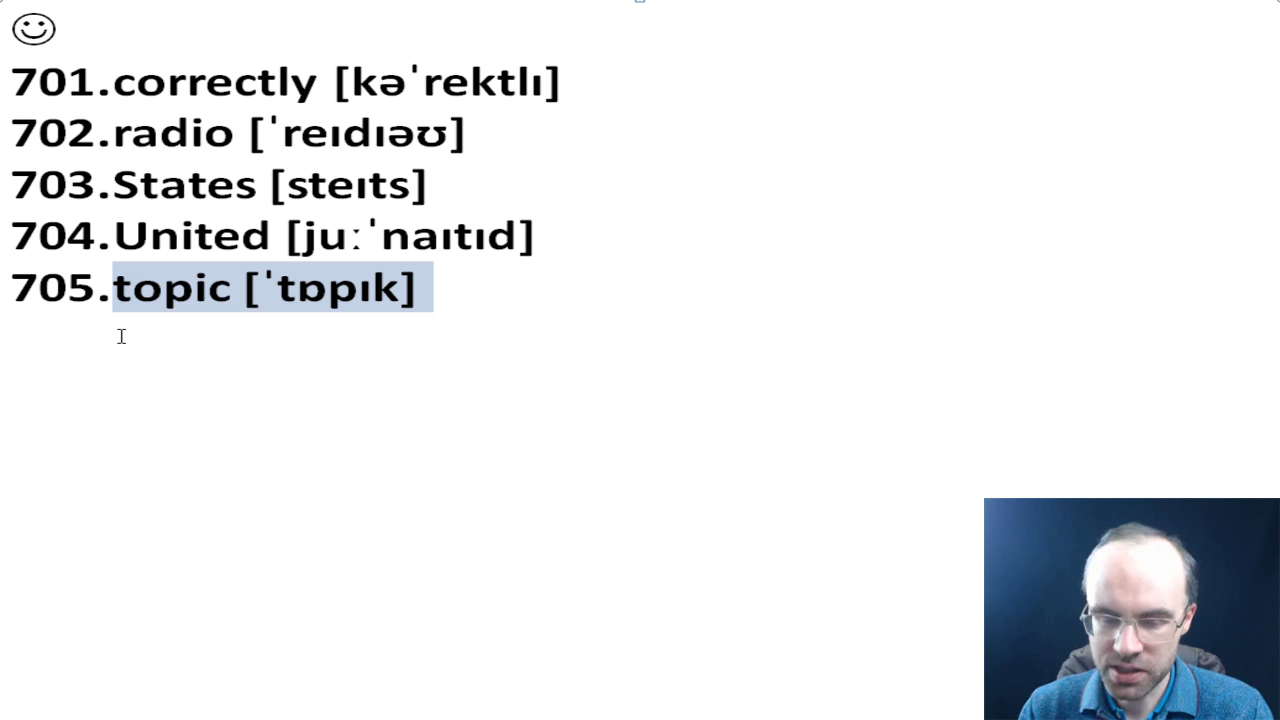 701.correctly [kəˈrektlɪ]
702.radio [ˈreɪdɪəʊ]
703.States [steɪts]
704.United [juːˈnaɪtɪd]
705.topic [ˈtɒpɪk]